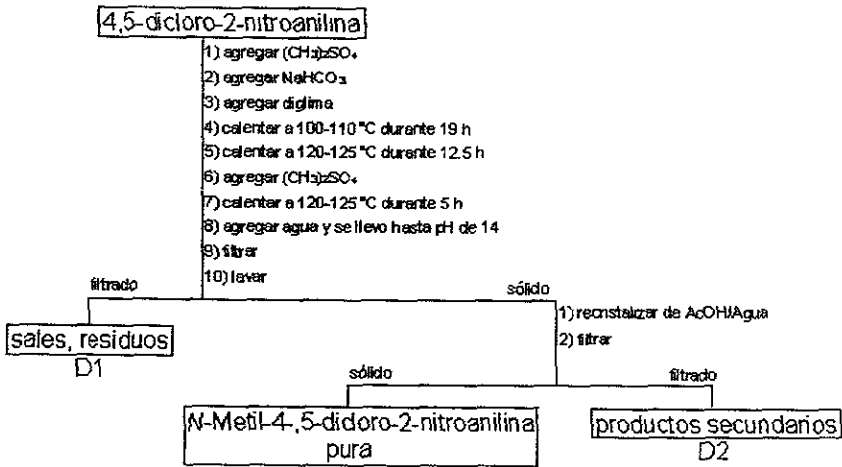 4,5-dicloro-2-nitroanilina
1) agregar (CH₃)₂SO₄
2) agregar NaHCO₃
3) agregar diglima
4) calentar a 100-110 °C durante 19 h
5) calentar a 120-125 °C durante 12.5 h
6) agregar (CH₃)₂SO₄
7) calentar a 120-125 °C durante 5 h
8) agregar agua y se llevo hasta pH de 14
9) filtrar
10) lavar
filtrado
sólido
sales, residuos
D1
1) recristalizar de AcOH/Agua
2) filtrar
sólido
filtrado
N-Metil-4-,5-dicloro-2-nitroanilina
pura
productos secundarios
D2